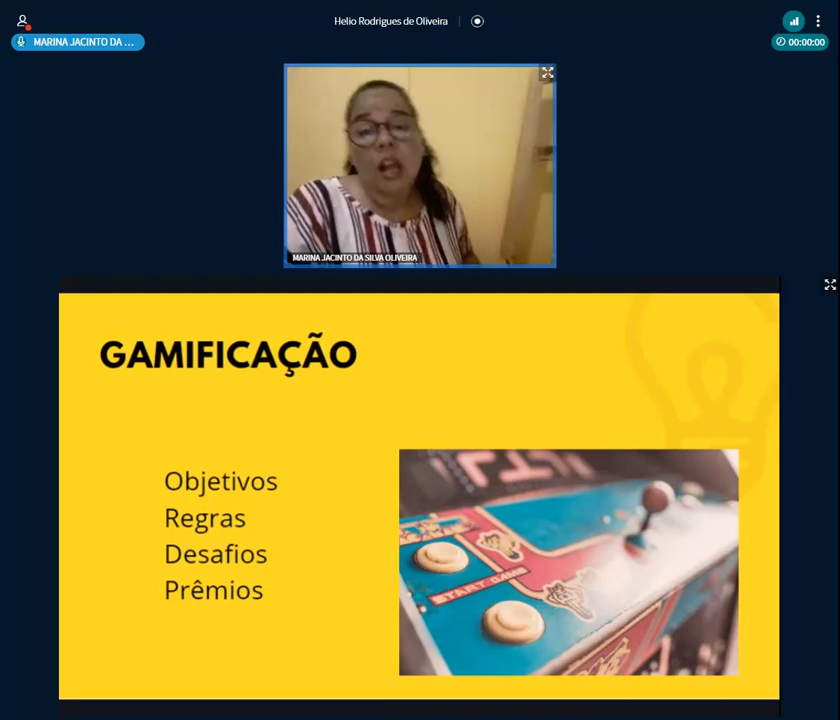 Helio Rodrigues de Oliveira
MARINA JACINTO DA ...
00:00:00
MARINA JACINTO DA SILVA OLIVEIRA
GAMIFICAÇÃO
Objetivos
Regras
Desafios
Prêmios
START GAME